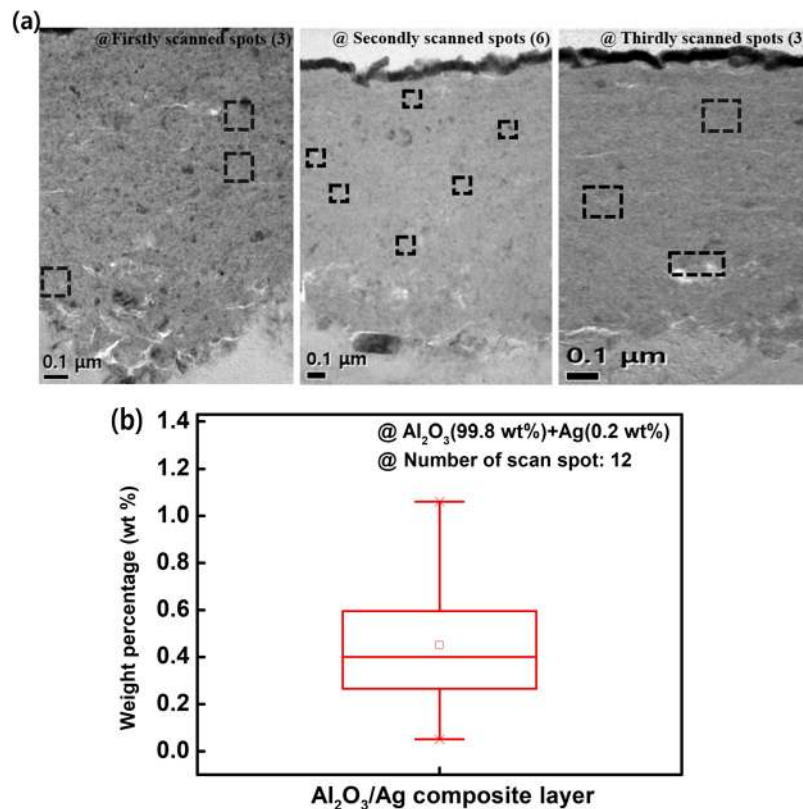 (a)
@Firstly scanned spots (3)
@ Secondly scanned spots (6)
@ Thirdly scanned spots (3
0.1 µm
0.1 µm
0.1 µm
(b)
@ Al₂O₃(99.8 wt%)+Ag(0.2 wt%)
@ Number of scan spot: 12
Weight percentage (wt %)
1.4
1.2
1.0
0.8
0.6
0.4
0.2
0.0
Al₂O₃/Ag composite layer